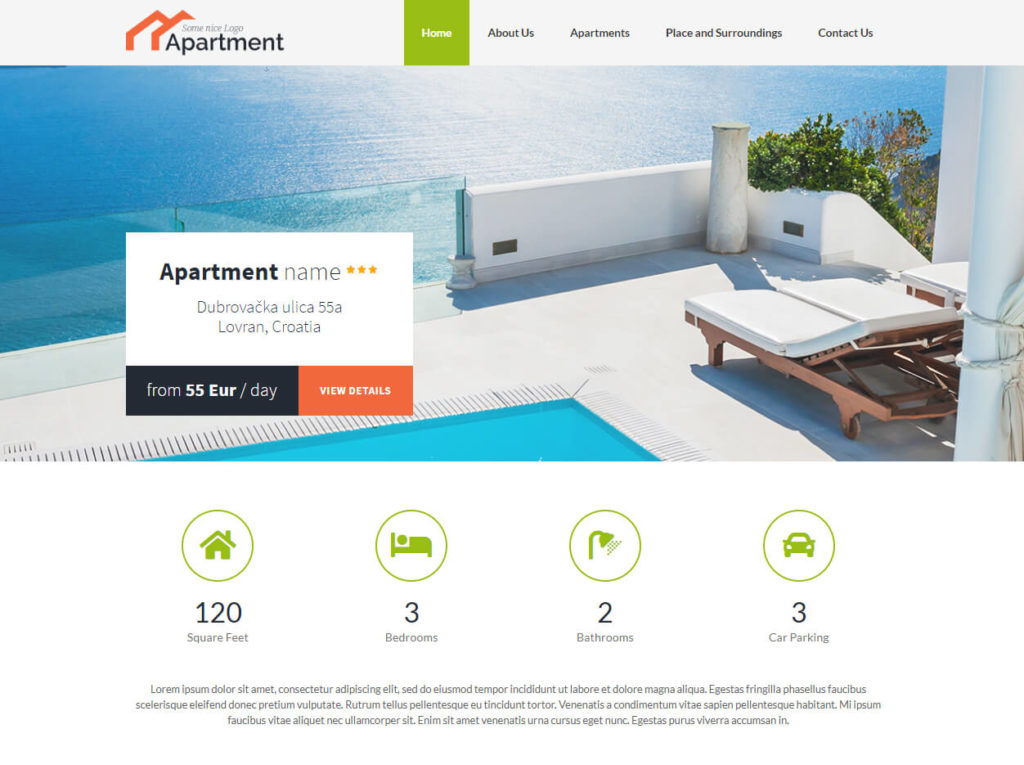 Some nice Logo
Apartment
Home About Us Apartments Place and Surroundings Contact Us
Apartment name ★★★
Dubrovačka ulica 55a
Lovran, Croatia
from 55 Eur / day VIEW DETAILS
120 3 2 3
Square Feet Bedrooms Bathrooms Car Parking
Lorem ipsum dolor sit amet, consectetur adipiscing elit, sed do eiusmod tempor incididunt ut labore et dolore magna aliqua. Egestas fringilla phasellus faucibus
scelerisque eleifend donec pretium vulputate. Rutrum tellus pellentesque eu tincidunt tortor. Venenatis a condimentum vitae sapien pellentesque habitant. Mi ipsum
faucibus vitae aliquet nec ullamcorper sit. Enim sit amet venenatis urna cursus eget nunc. Egestas purus viverra accumsan in.